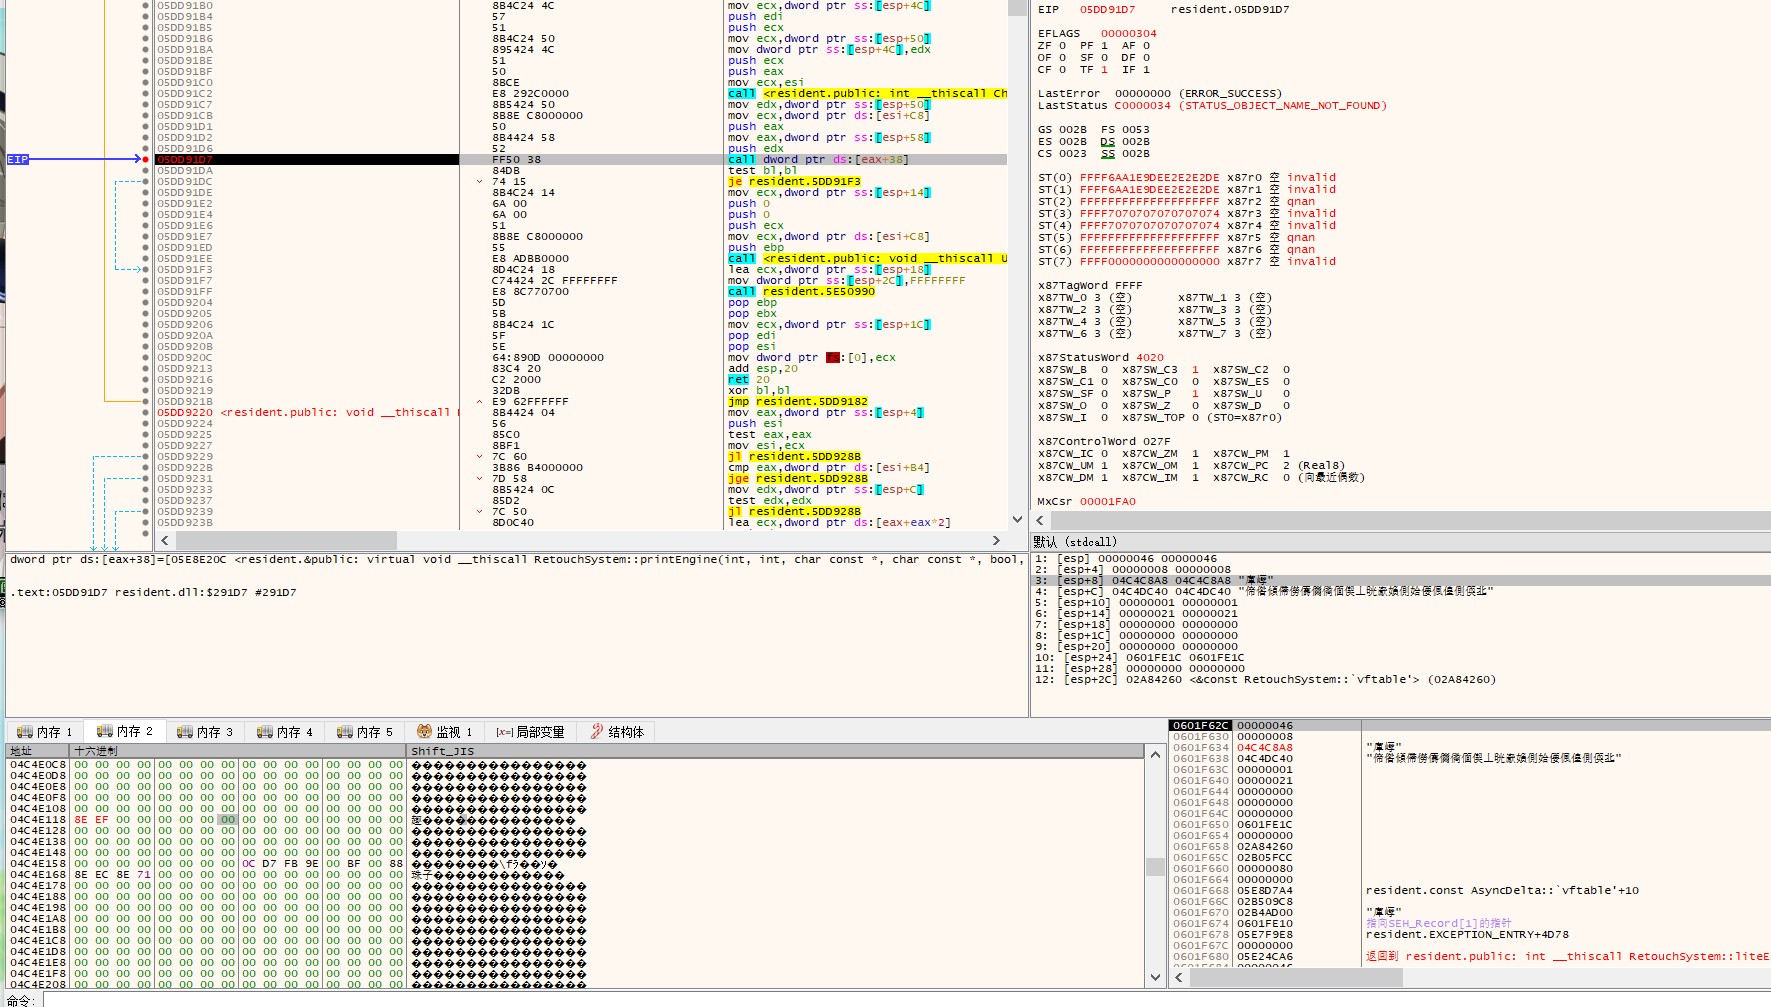 05DD91B0 8B4C24 4C mov ecx,dword ptr ss:[esp+4C]
05DD91B4 57 push edi
05DD91B5 51 push ecx
05DD91B6 8B4C24 50 mov ecx,dword ptr ss:[esp+50]
05DD91BA 895424 4C mov dword ptr ss:[esp+4C],edx
05DD91BE 51 push ecx
05DD91BF 50 push eax
05DD91C0 8BCE mov ecx,esi
05DD91C2 E8 292C0000 call <resident.public: int __thiscall Ch
05DD91C7 8B5424 50 mov edx,dword ptr ss:[esp+50]
05DD91CB 8B8E C8000000 mov ecx,dword ptr ds:[esi+C8]
05DD91D1 50 push eax
05DD91D2 8B4424 58 mov eax,dword ptr ss:[esp+58]
05DD91D6 52 push edx
EIP 05DD91D7 FF50 38 call dword ptr ds:[eax+38]
05DD91DA 84DB test bl,bl
05DD91DC 74 15 je resident.5DD91F3
05DD91DE 8B4C24 14 mov ecx,dword ptr ss:[esp+14]
05DD91E2 6A 00 push 0
05DD91E4 6A 00 push 0
05DD91E6 51 push ecx
05DD91E7 8B8E C8000000 mov ecx,dword ptr ds:[esi+C8]
05DD91ED 55 push ebp
05DD91EE E8 ADBB0000 call <resident.public: void __thiscall U
05DD91F3 8D4C24 18 lea ecx,dword ptr ss:[esp+18]
05DD91F7 C74424 2C FFFFFFFF mov dword ptr ss:[esp+2C],FFFFFFFF
05DD91FF E8 8C770700 call resident.5E50990
05DD9204 5D pop ebp
05DD9205 5B pop ebx
05DD9206 8B4C24 1C mov ecx,dword ptr ss:[esp+1C]
05DD920A 5F pop edi
05DD920B 5E pop esi
05DD920C 64:890D 00000000 mov dword ptr fs:[0],ecx
05DD9213 83C4 20 add esp,20
05DD9216 C2 2000 ret 20
05DD9219 32DB xor bl,bl
05DD921B E9 62FFFFFF jmp resident.5DD9182
05DD9220 <resident.public: void __thiscall 8B4424 04 mov eax,dword ptr ss:[esp+4]
05DD9224 56 push esi
05DD9225 85C0 test eax,eax
05DD9227 8BF1 mov esi,ecx
05DD9229 7C 60 jl resident.5DD928B
05DD922B 3B86 B4000000 cmp eax,dword ptr ds:[esi+B4]
05DD9231 7D 58 jge resident.5DD928B
05DD9233 8B5424 0C mov edx,dword ptr ss:[esp+C]
05DD9237 85D2 test edx,edx
05DD9239 7C 50 jl resident.5DD928B
05DD923B 8D0C40 lea ecx,dword ptr ds:[eax+eax*2]
EIP 05DD91D7 resident.05DD91D7
EFLAGS 00000304
ZF 0 PF 1 AF 0
OF 0 SF 0 DF 0
CF 0 TF 1 IF 1
LastError 00000000 (ERROR_SUCCESS)
LastStatus C0000034 (STATUS_OBJECT_NAME_NOT_FOUND)
GS 002B FS 0053
ES 002B DS 002B
CS 0023 SS 002B
ST(0) FFFF6AA1E9DEE2E2E2DE x87r0 空 invalid
ST(1) FFFF6AA1E9DEE2E2E2DE x87r1 空 invalid
ST(2) FFFFFFFFFFFFFFFFFFFF x87r2 空 qnan
ST(3) FFFF7070707070707074 x87r3 空 invalid
ST(4) FFFF7070707070707074 x87r4 空 invalid
ST(5) FFFFFFFFFFFFFFFFFFFF x87r5 空 qnan
ST(6) FFFFFFFFFFFFFFFFFFFF x87r6 空 qnan
ST(7) FFFF0000000000000000 x87r7 空 invalid
x87TagWord FFFF
x87TW_0 3 (空) x87TW_1 3 (空)
x87TW_2 3 (空) x87TW_3 3 (空)
x87TW_4 3 (空) x87TW_5 3 (空)
x87TW_6 3 (空) x87TW_7 3 (空)
x87StatusWord 4020
x87SW_B 0 x87SW_C3 1 x87SW_C2 0
x87SW_C1 0 x87SW_C0 0 x87SW_ES 0
x87SW_SF 0 x87SW_P 1 x87SW_U 0
x87SW_O 0 x87SW_Z 0 x87SW_D 0
x87SW_I 0 x87SW_TOP 0 (ST0=x87r0)
x87ControlWord 027F
x87CW_IC 0 x87CW_ZM 1 x87CW_PM 1
x87CW_UM 1 x87CW_OM 1 x87CW_PC 2 (Real8)
x87CW_DM 1 x87CW_IM 1 x87CW_RC 0 (向最近偶数)
MxCsr 00001FA0
dword ptr ds:[eax+38]=[05E8E20C <resident.&public: virtual void __thiscall RetouchSystem::printEngine(int, int, char const *, char const *, bool,
.text:05DD91D7 resident.dll:$291D7 #291D7
默认 (stdcall)
1: [esp] 00000046 00000046
2: [esp+4] 00000008 00000008
3: [esp+8] 04C4C8A8 04C4C8A8
4: [esp+C] 04C4DC40 04C4DC40
5: [esp+10] 00000001 00000001
6: [esp+14] 00000021 00000021
7: [esp+18] 00000000 00000000
8: [esp+1C] 00000000 00000000
9: [esp+20] 00000000 00000000
10: [esp+24] 0601FE1C 0601FE1C
11: [esp+28] 00000000 00000000
12: [esp+2C] 02A84260 <&const RetouchSystem::`vftable'> (02A84260)
内存 1 内存 2 内存 3 内存 4 内存 5 监视 1 [x=] 局部变量 结构体
地址 十六进制 Shift_JIS
04C4E0C8 00 00 00 00 00 00 00 00 00 00 00 00 00 00 00 00
04C4E0D8 00 00 00 00 00 00 00 00 00 00 00 00 00 00 00 00
04C4E0E8 00 00 00 00 00 00 00 00 00 00 00 00 00 00 00 00
04C4E0F8 00 00 00 00 00 00 00 00 00 00 00 00 00 00 00 00
04C4E108 00 00 00 00 00 00 00 00 00 00 00 00 00 00 00 00
04C4E118 8E EF 00 00 00 00 00 00 00 00 00 00 00 00 00 00
04C4E128 00 00 00 00 00 00 00 00 00 00 00 00 00 00 00 00
04C4E138 00 00 00 00 00 00 00 00 00 00 00 00 00 00 00 00
04C4E148 00 00 00 00 00 00 00 00 00 00 00 00 00 00 00 00
04C4E158 00 00 00 00 00 00 00 00 0C D7 FB 9E 00 BF 00 88
04C4E168 8E EC 8E 71 00 00 00 00 00 00 00 00 00 00 00 00 珠子
04C4E178 00 00 00 00 00 00 00 00 00 00 00 00 00 00 00 00
04C4E188 00 00 00 00 00 00 00 00 00 00 00 00 00 00 00 00
04C4E198 00 00 00 00 00 00 00 00 00 00 00 00 00 00 00 00
04C4E1A8 00 00 00 00 00 00 00 00 00 00 00 00 00 00 00 00
04C4E1B8 00 00 00 00 00 00 00 00 00 00 00 00 00 00 00 00
04C4E1C8 00 00 00 00 00 00 00 00 00 00 00 00 00 00 00 00
04C4E1D8 00 00 00 00 00 00 00 00 00 00 00 00 00 00 00 00
04C4E1E8 00 00 00 00 00 00 00 00 00 00 00 00 00 00 00 00
04C4E1F8 00 00 00 00 00 00 00 00 00 00 00 00 00 00 00 00
04C4E208 00 00 00 00 00 00 00 00 00 00 00 00 00 00 00 00
0601F62C 00000046
0601F630 00000008
0601F634 04C4C8A8
0601F638 04C4DC40
0601F63C 00000001
0601F640 00000021
0601F644 00000000
0601F648 00000000
0601F64C 00000000
0601F650 0601FE1C
0601F654 00000000
0601F658 02A84260
0601F65C 02B05FCC
0601F660 00000080
0601F664 00000000
0601F668 05E8D7A4 resident.const AsyncDelta::`vftable'+10
0601F66C 02B509C8
0601F670 02B4AD00
0601F674 0601FE10 指向SEH_Record[1]的指针
0601F678 05E7F9E8 resident.EXCEPTION_ENTRY+4D78
0601F67C 00000000
0601F680 05E24CA6 返回到 resident.public: int __thiscall RetouchSystem::liteE
命令: